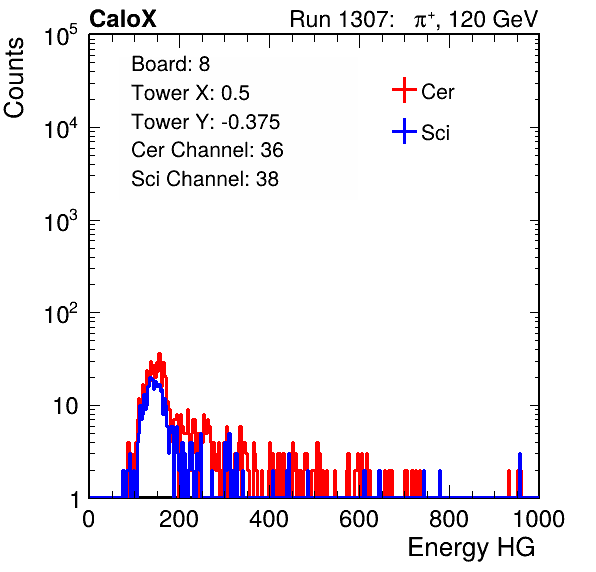 CaloX Run 1307: π⁺, 120 GeV
Counts
10⁵
10⁴
10³
10²
10
1
Board: 8
Tower X: 0.5
Tower Y: -0.375
Cer Channel: 36
Sci Channel: 38
Cer
Sci
0 200 400 600 800 1000
Energy HG